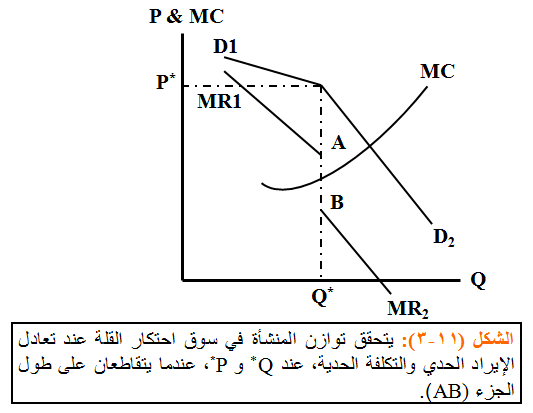 P & MC
D1
MC
P*
MR1
A
B
D2
Q
Q*
MR2
الشكل (١١-٣): يتحقق توازن المنشأة في سوق احتكار القلة عند تعادل
الإيراد الحدي والتكلفة الحدية، عند Q* و P*، عندما يتقاطعان على طول
الجزء (AB).